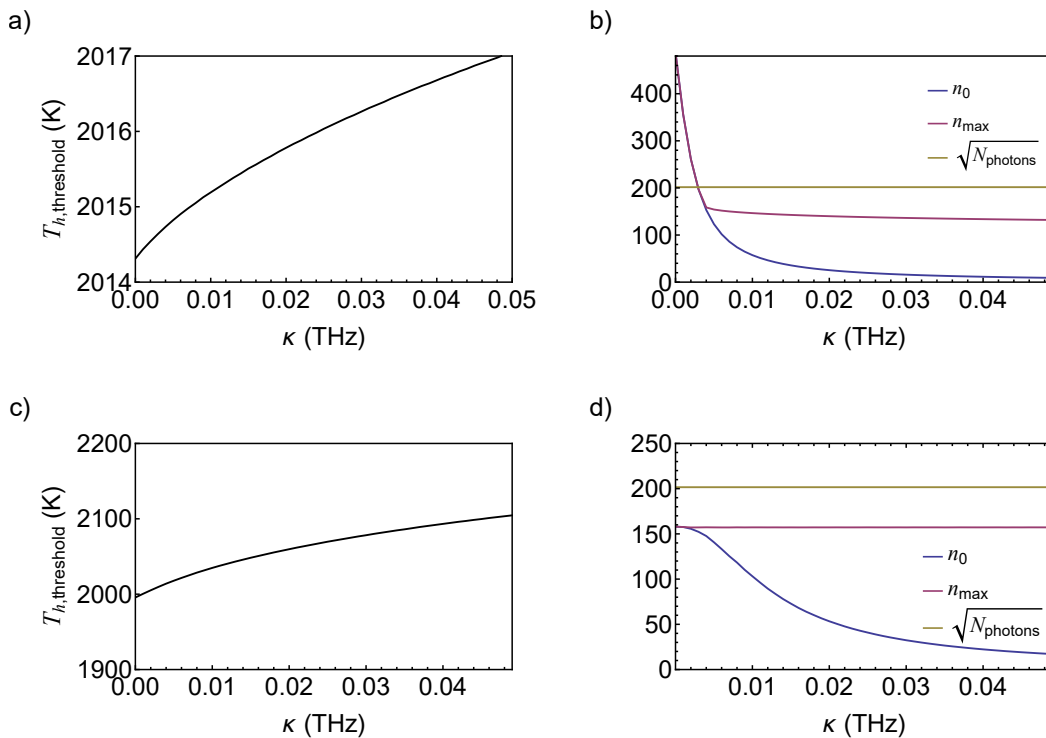 a)
2017
2016
2015
2014
T_{h,threshold} (K)
0.00 0.01 0.02 0.03 0.04 0.05
κ (THz)
b)
400
300
200
100
0
n_0
n_max
√N_photons
0.00 0.01 0.02 0.03 0.04
κ (THz)
c)
2200
2100
2000
1900
T_{h,threshold} (K)
0.00 0.01 0.02 0.03 0.04
κ (THz)
d)
250
200
150
100
50
0
n_0
n_max
√N_photons
0.01 0.02 0.03 0.04
κ (THz)